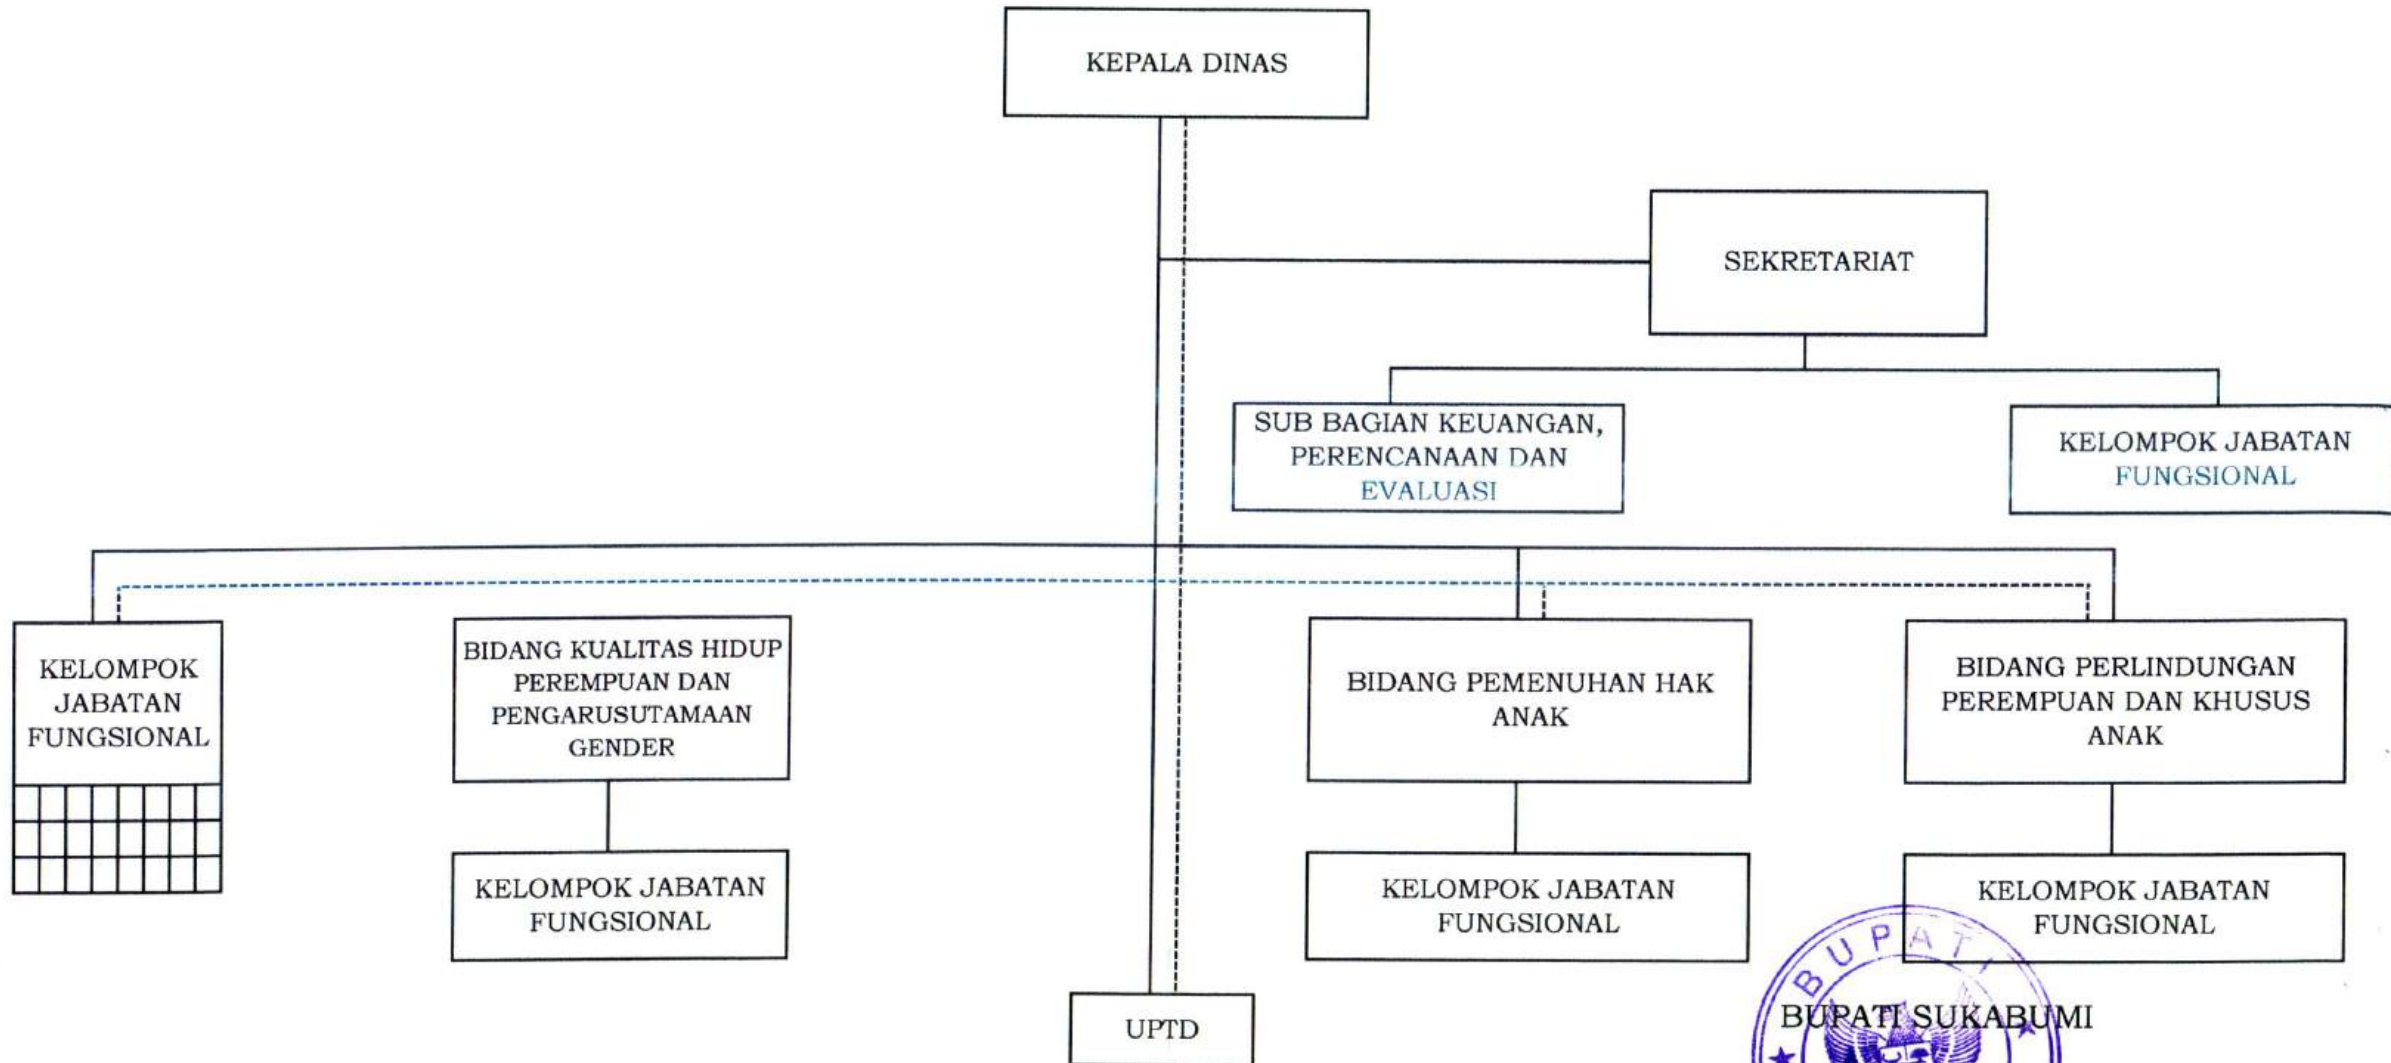 KEPALA DINAS
SEKRETARIAT
SUB BAGIAN KEUANGAN,
PERENCANAAN DAN
EVALUASI
KELOMPOK JABATAN
FUNGSIONAL
KELOMPOK
JABATAN
FUNGSIONAL
BIDANG KUALITAS HIDUP
PEREMPUAN DAN
PENGARUSUTAMAAN
GENDER
BIDANG PEMENUHAN HAK
ANAK
BIDANG PERLINDUNGAN
PEREMPUAN DAN KHUSUS
ANAK
KELOMPOK JABATAN
FUNGSIONAL
KELOMPOK JABATAN
FUNGSIONAL
KELOMPOK JABATAN
FUNGSIONAL
UPTD
BUPATI
BUPATI SUKABUMI